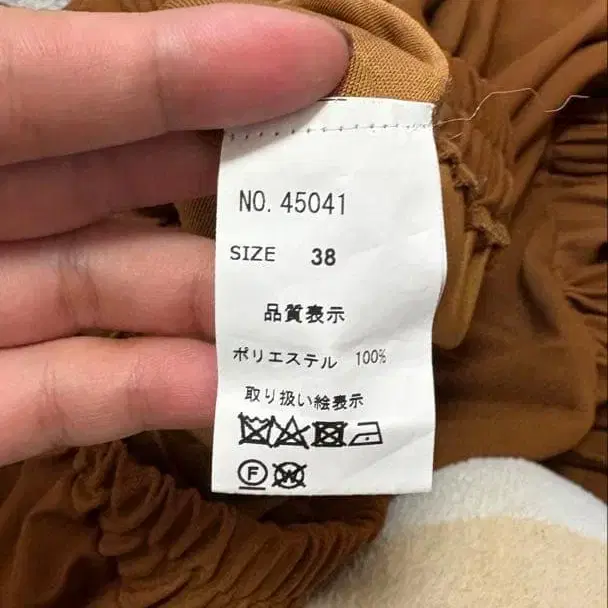 NO. 45041
SIZE 38
品質表示
ポリエステル 100%
取り扱い絵表示
F W